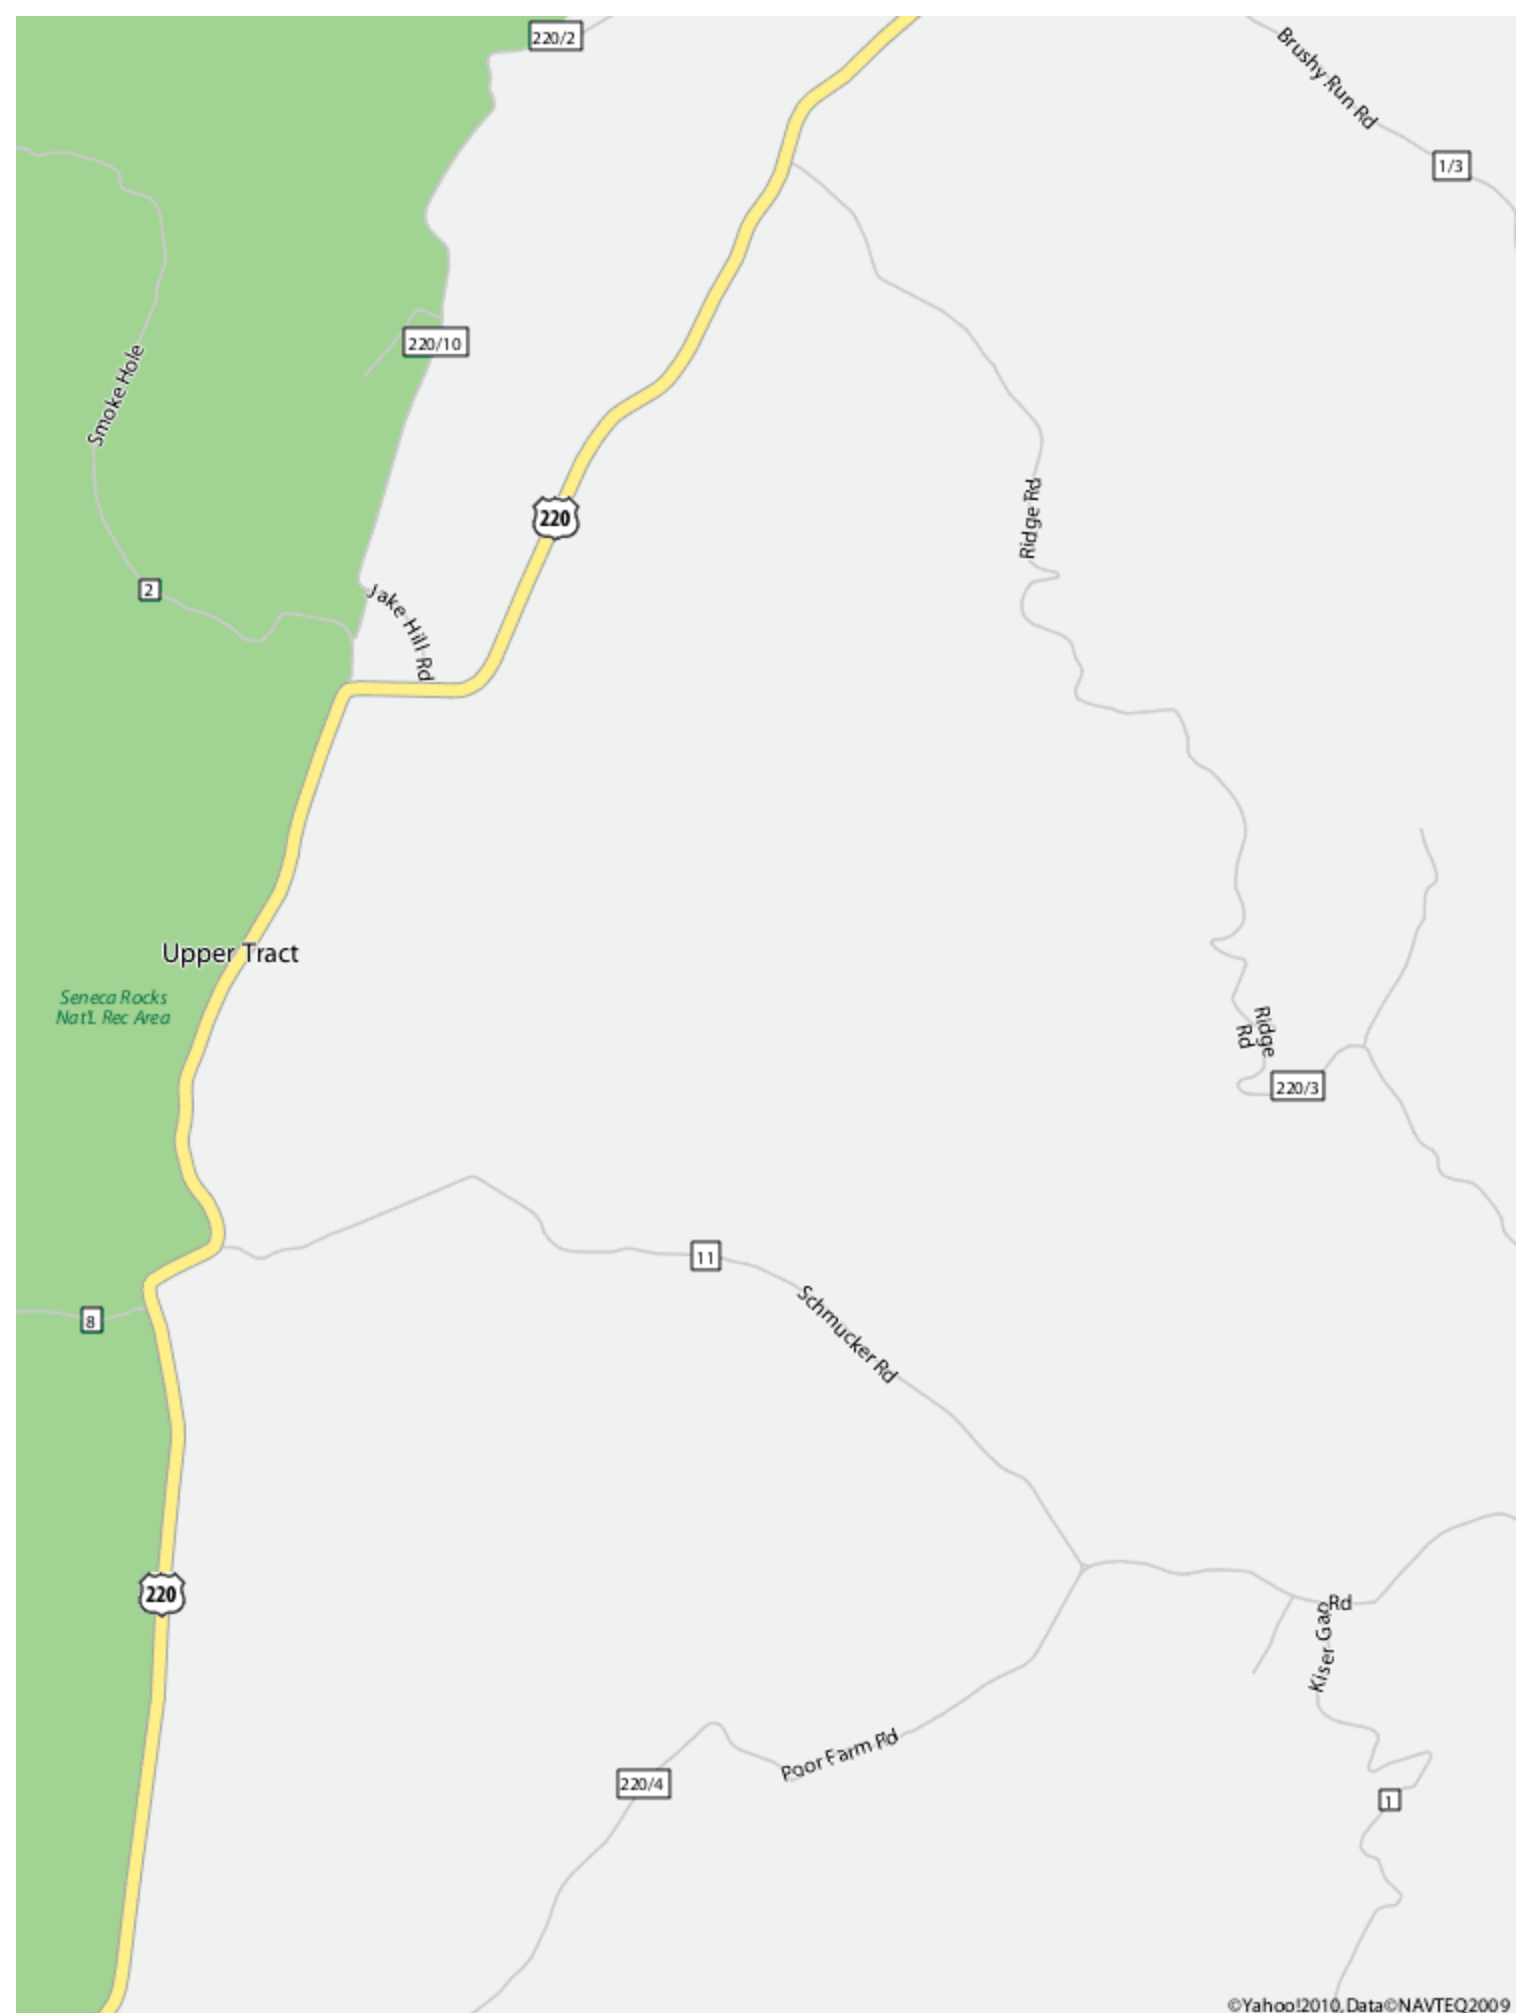 220/2
Brushy Run Rd
1/3
220/10
Smoke Hole
Ridge Rd
220
2
Jake Hill Rd
Upper Tract
Seneca Rocks
Nat'L Rec Area
Ridge
Rd
220/3
11
Schmucker Rd
8
220
Rd
Kiser Gap
Poor Farm Rd
220/4
1
©Yahoo!2010,Data©NAVTEQ2009